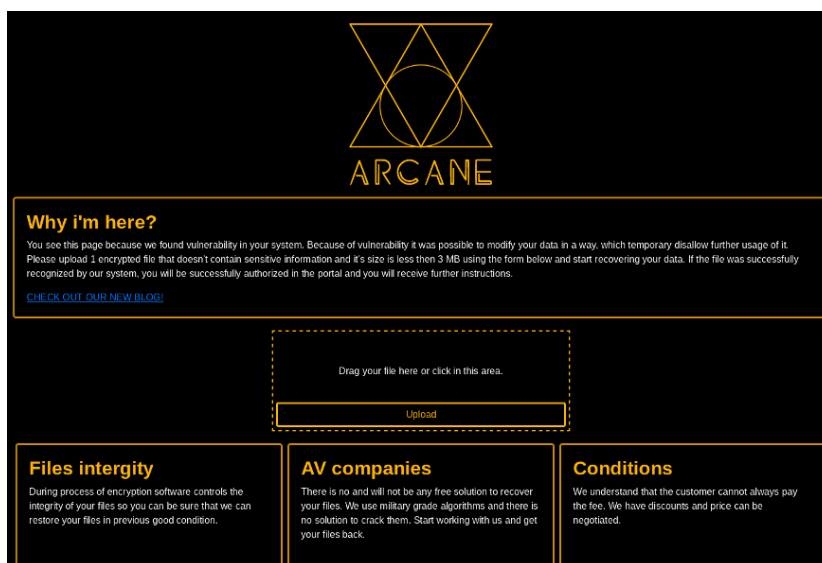 ARCANE
Why i'm here?
You see this page because we found vulnerability in your system. Because of vulnerability it was possible to modify your data in a way, which temporary disallow further usage of it.
Please upload 1 encrypted file that doesn't contain sensitive information and it's size is less then 3 MB using the form below and start recovering your data. If the file was successfully
recognized by our system, you will be successfully authorized in the portal and you will receive further instructions.
CHECK OUT OUR NEW BLOG!
Drag your file here or click in this area.
Upload
Files intergity
During process of encryption software controls the
integrity of your files so you can be sure that we can
restore your files in previous good condition.
AV companies
There is no and will not be any free solution to recover
your files. We use military grade algorithms and there is
no solution to crack them. Start working with us and get
your files back.
Conditions
We understand that the customer cannot always pay
the fee. We have discounts and price can be
negotiated.